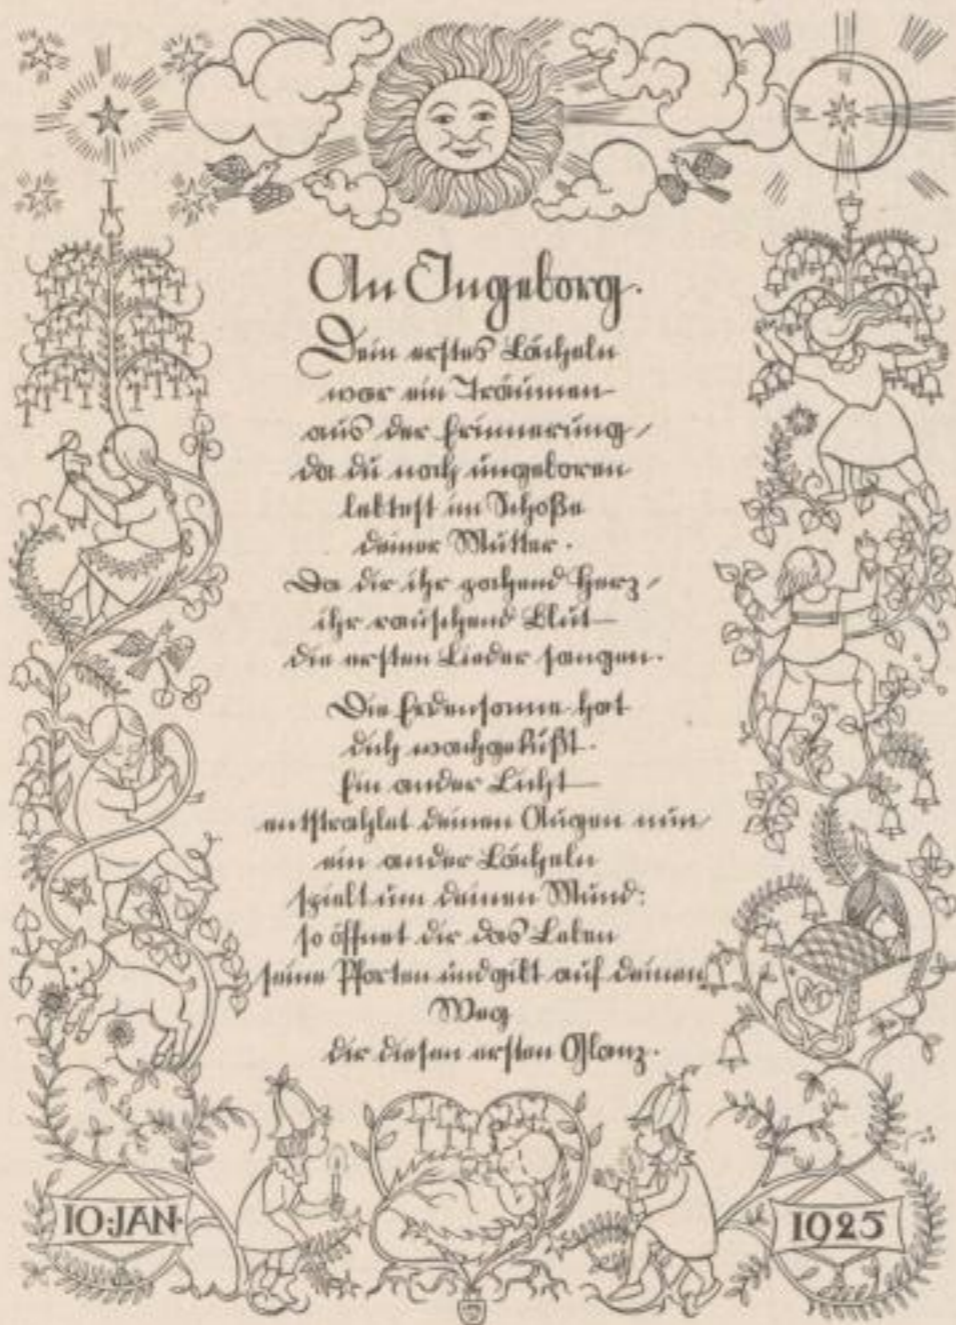 An Ingeborg.
Dein erstes Lächeln
war ein Träumen
aus der Erinnerung/
da du noch ungeboren
lebtest im Schoße
deiner Mutter.
Da dir ihr pochend Herz/
ihr rauschend Blut
die ersten Lieder sangen.
Die Erdensonne hat
dich wachgeküßt.
Ein ander Licht
entstrahlet deinen Augen nun/
ein ander Lächeln
spielt um deinen Mund:
so öffnet dir das Leben
seine Pforten und gibt auf deinen
Weg
dir diesen ersten Glanz.
10:JAN.
1925